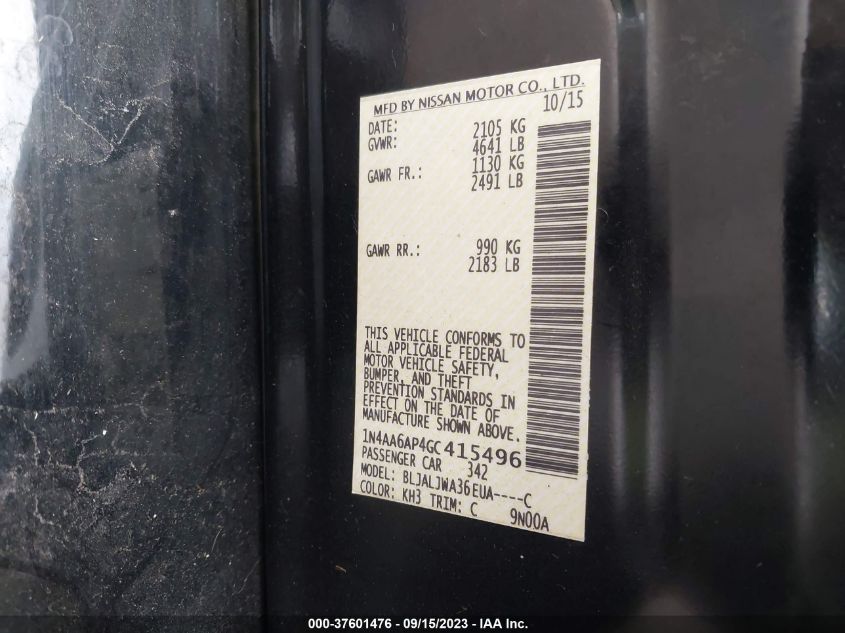 MFD BY NISSAN MOTOR CO., LTD.
DATE: 10/15
GVWR: 2105 KG
4641 LB
GAWR FR.: 1130 KG
2491 LB
GAWR RR.: 990 KG
2183 LB
THIS VEHICLE CONFORMS TO
ALL APPLICABLE FEDERAL
MOTOR VEHICLE SAFETY,
BUMPER, AND THEFT
PREVENTION STANDARDS IN
EFFECT ON THE DATE OF
MANUFACTURE SHOWN ABOVE.
1N4AA6AP4GC415496
PASSENGER CAR 342
MODEL: BLJALJWA36EUA----C
COLOR: KH3 TRIM: C 9N00A
000-37601476 - 09/15/2023 - IAA Inc.